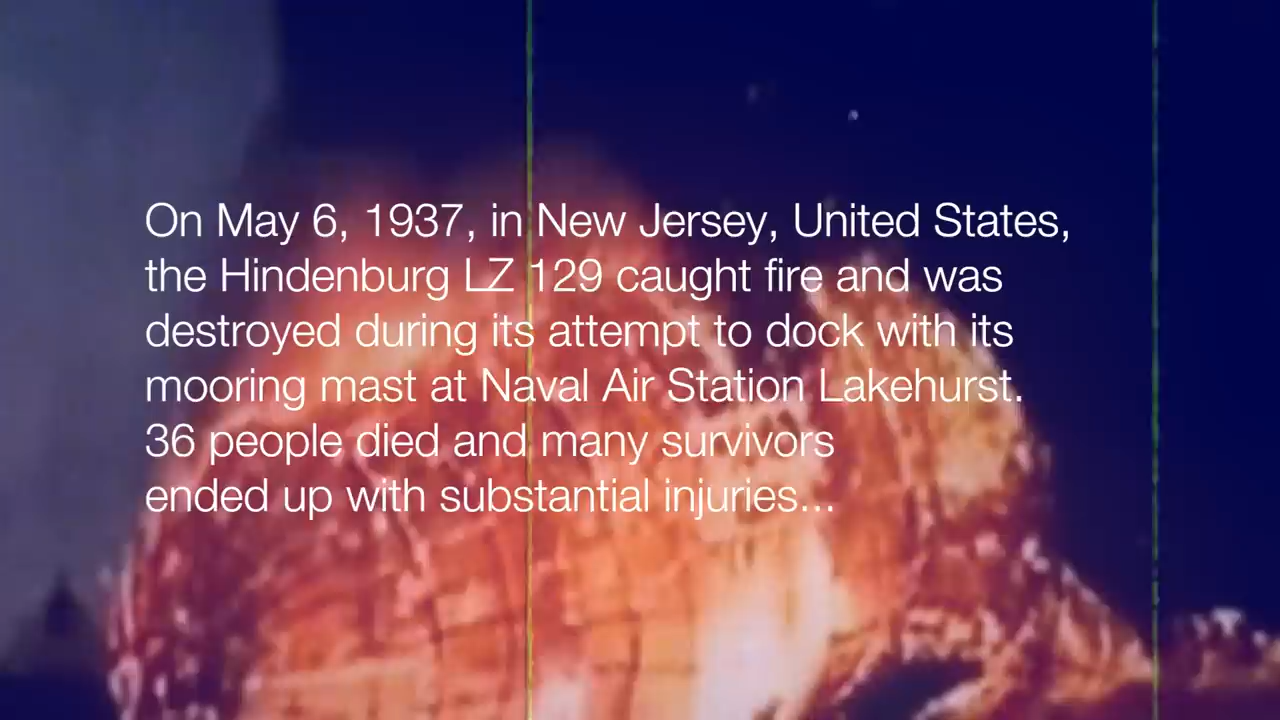 On May 6, 1937, in New Jersey, United States,
the Hindenburg LZ 129 caught fire and was
destroyed during its attempt to dock with its
mooring mast at Naval Air Station Lakehurst.
36 people died and many survivors
ended up with substantial injuries...